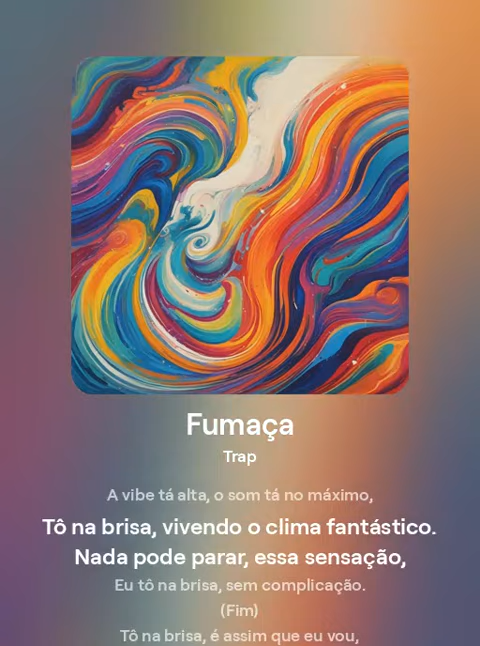 Fumaça
Trap
A vibe tá alta, o som tá no máximo,
Tô na brisa, vivendo o clima fantástico.
Nada pode parar, essa sensação,
Eu tô na brisa, sem complicação.
(Fim)
Tô na brisa, é assim que eu vou,